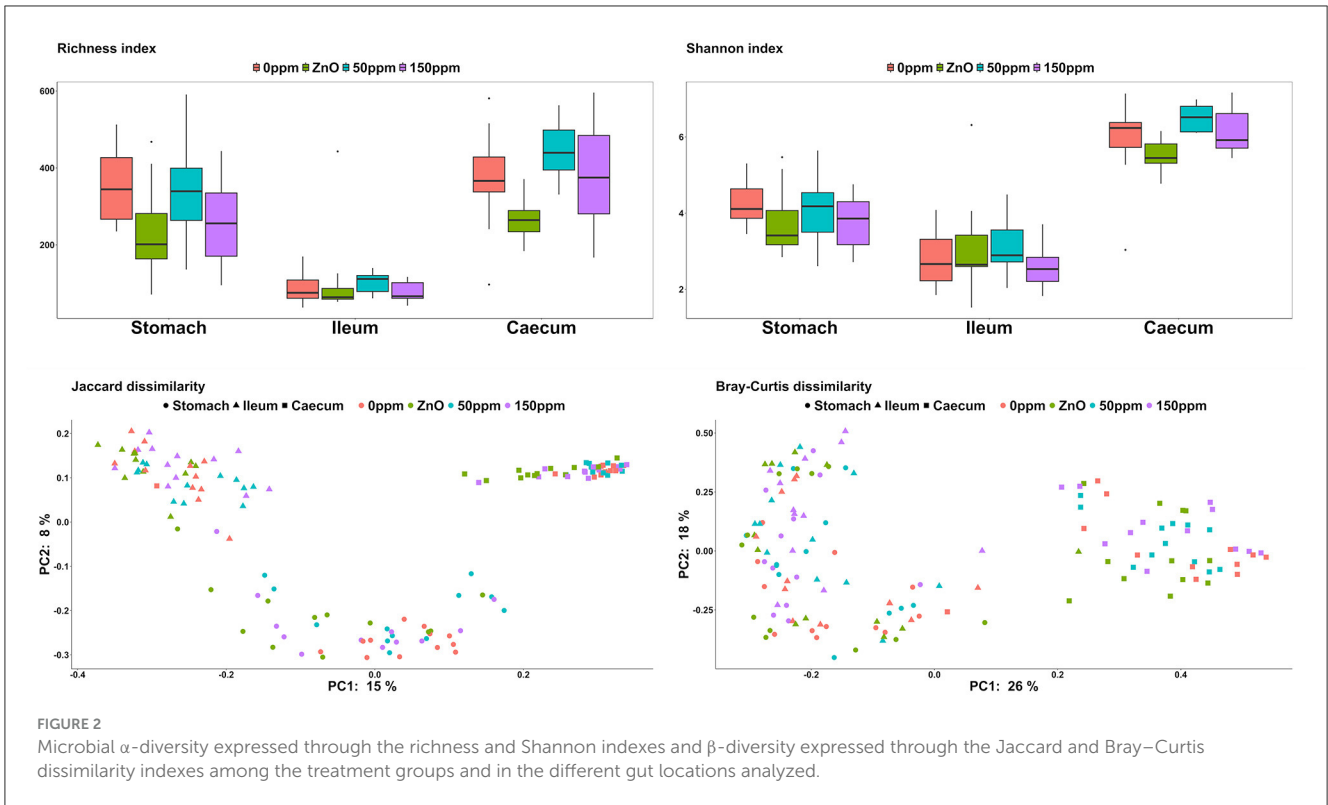 Richness index
0ppm ZnO 50ppm 150ppm
600
400
200
Stomach Ileum Caecum
Shannon index
0ppm ZnO 50ppm 150ppm
6
4
2
Stomach Ileum Caecum
Jaccard dissimilarity
Stomach Ileum Caecum 0ppm ZnO 50ppm 150ppm
PC2: 8 %
0.2
0.1
0.0
-0.1
-0.2
-0.3
-0.4 -0.2 0.0 0.2
PC1: 15 %
Bray-Curtis dissimilarity
Stomach Ileum Caecum 0ppm ZnO 50ppm 150ppm
PC2: 18 %
0.50
0.25
0.00
-0.25
-0.2 0.0 0.2 0.4
PC1: 26 %
FIGURE 2
Microbial α-diversity expressed through the richness and Shannon indexes and β-diversity expressed through the Jaccard and Bray–Curtis
dissimilarity indexes among the treatment groups and in the different gut locations analyzed.